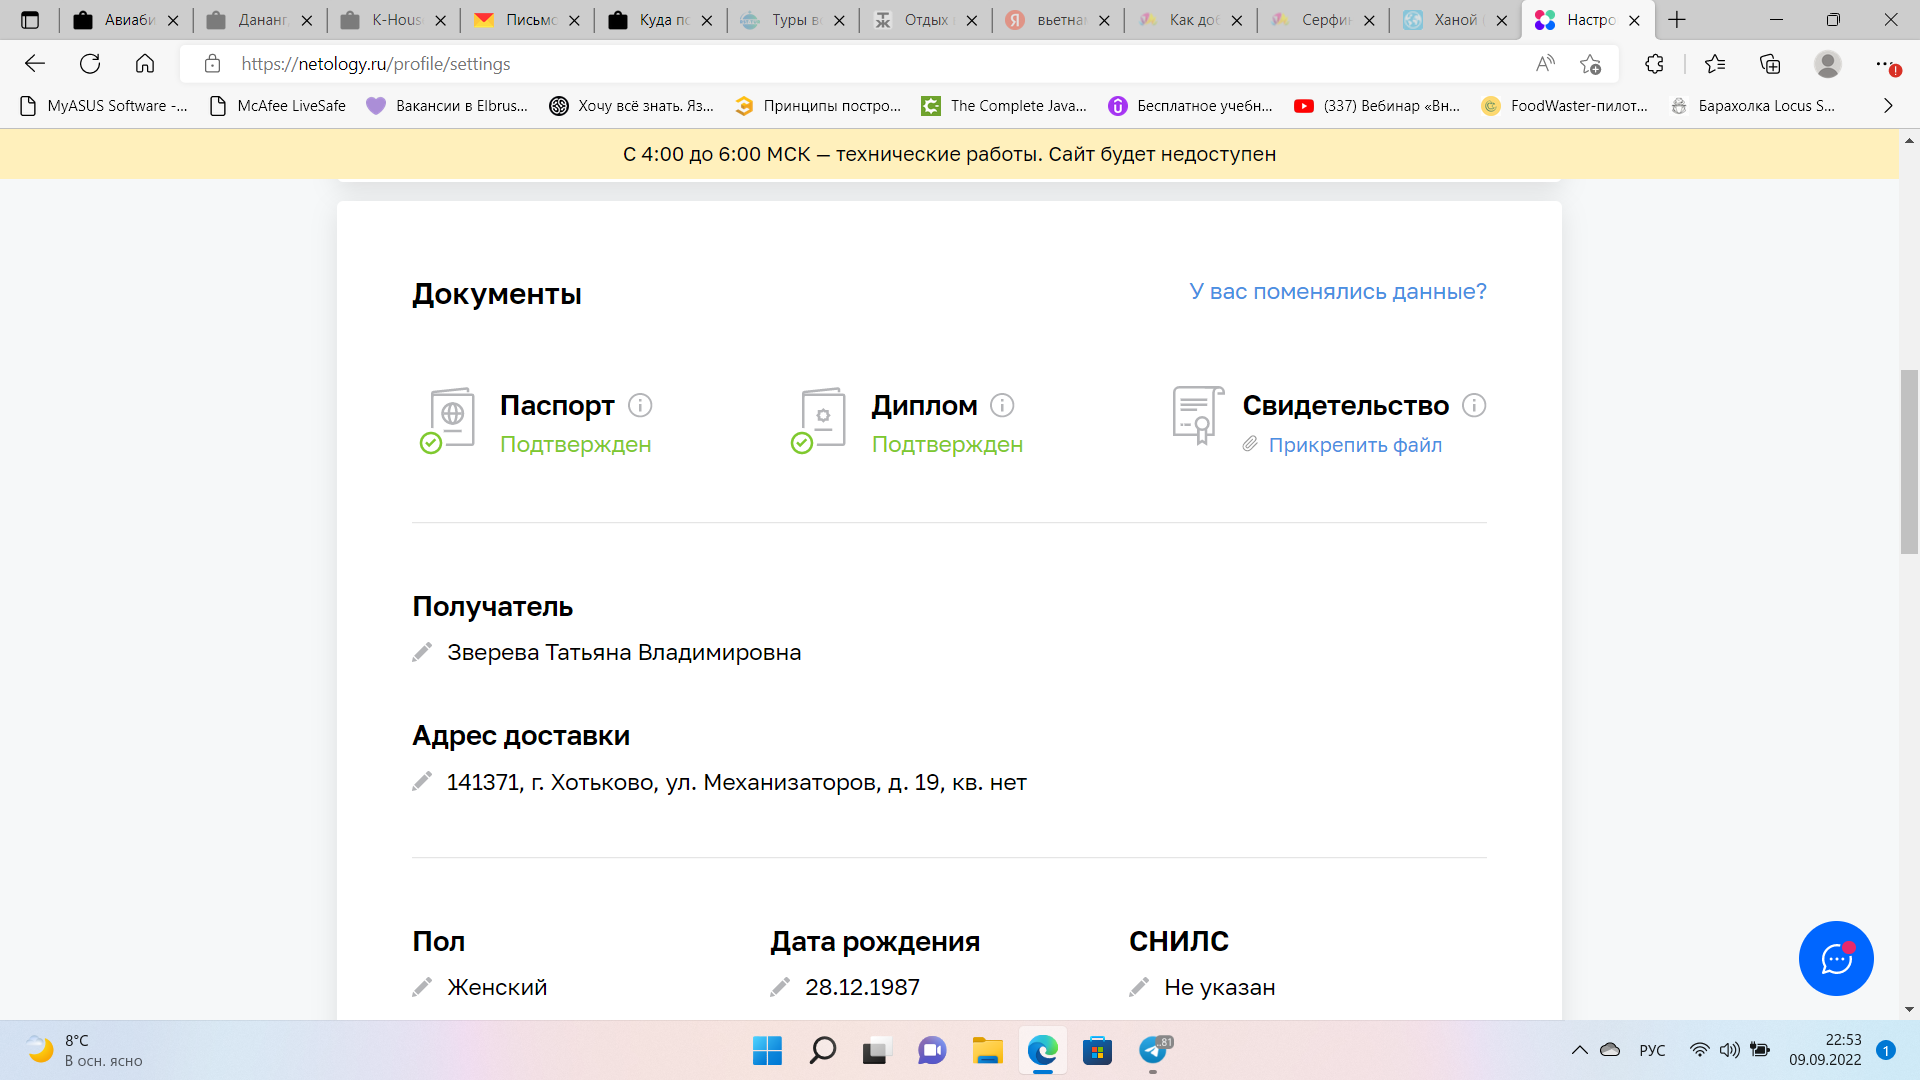 Авиаби
Дананг,
K-Hous
Письмо
Куда по
Туры во
Отдых
вьетна
Как доб
Серфин
Ханой
Настро
https://netology.ru/profile/settings
MyASUS Software -...
McAfee LiveSafe
Вакансии в Elbrus...
Хочу всё знать. Яз...
Принципы постро...
The Complete Java...
Бесплатное учебн...
(337) Вебинар «Вн...
FoodWaster-пилот...
Барахолка Locus S...
С 4:00 до 6:00 МСК — технические работы. Сайт будет недоступен
Документы
У вас поменялись данные?
Паспорт
Подтвержден
Диплом
Подтвержден
Свидетельство
Прикрепить файл
Получатель
Зверева Татьяна Владимировна
Адрес доставки
141371, г. Хотьково, ул. Механизаторов, д. 19, кв. нет
Пол
Женский
Дата рождения
28.12.1987
СНИЛС
Не указан
8°C
В осн. ясно
..81
РУС
22:53
09.09.2022
1